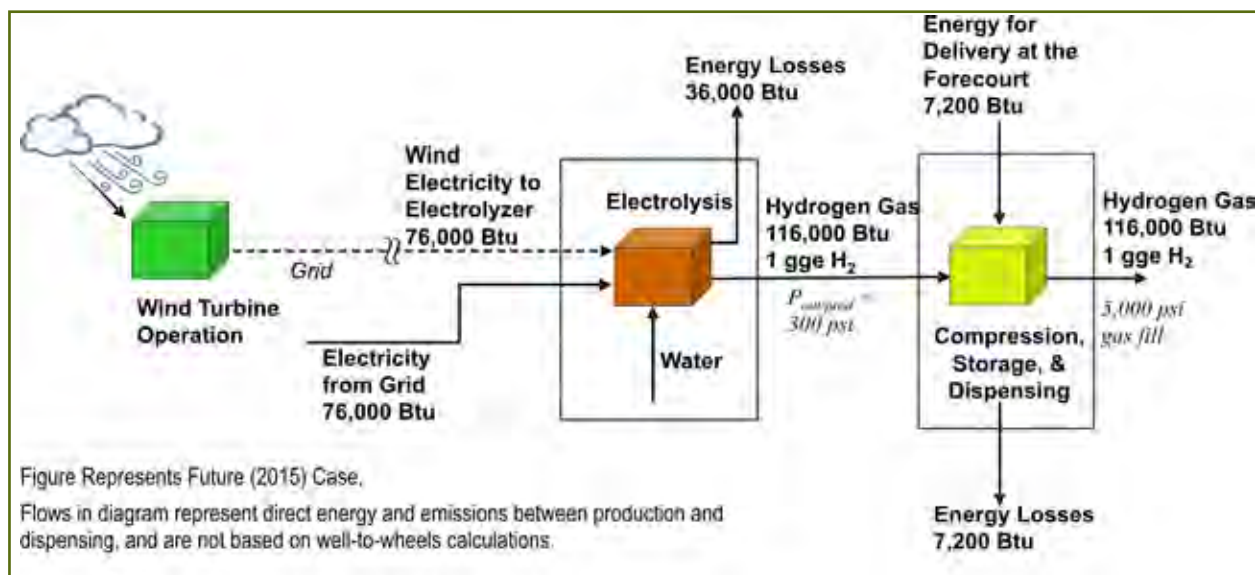 Energy for
Delivery at the
Forecourt
7,200 Btu
Energy Losses
36,000 Btu
Wind
Electricity to
Electrolyzer
76,000 Btu
Electrolysis
Hydrogen Gas
116,000 Btu
1 gge H₂
Hydrogen Gas
116,000 Btu
1 gge H₂
Grid
Wind Turbine
Operation
300 psi
5,000 psi
gas fill
Electricity
from Grid
76,000 Btu
Water
Compression,
Storage, &
Dispensing
Figure Represents Future (2015) Case.
Flows in diagram represent direct energy and emissions between production and
dispensing, and are not based on well-to-wheels calculations.
Energy Losses
7,200 Btu